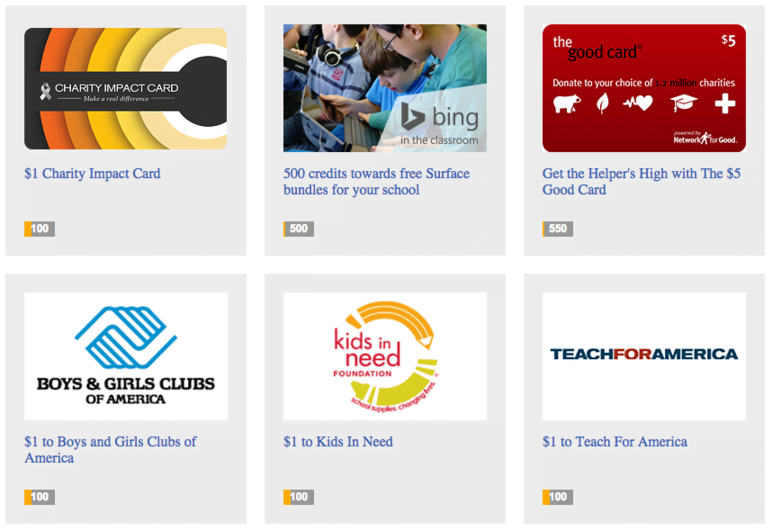 CHARITY IMPACT CARD
Make a real difference
$1 Charity Impact Card
100
bing
in the classroom
500 credits towards free Surface
bundles for your school
500
the
good card®
$5
Donate to your choice of 1.2 million charities
powered by
Network for Good.
Get the Helper's High with The $5
Good Card
550
BOYS & GIRLS CLUBS
OF AMERICA
$1 to Boys and Girls Clubs of
America
100
kids in
need
FOUNDATION
school supplies. changing lives.
$1 to Kids In Need
100
TEACHFORAMERICA
$1 to Teach For America
100